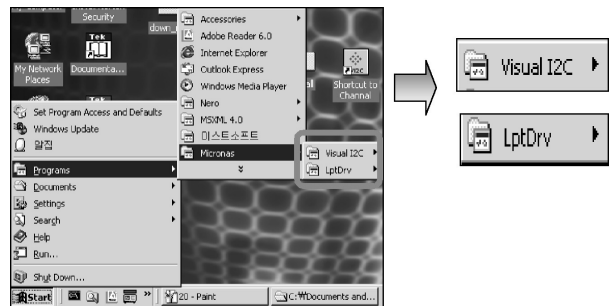 Security
down_
My Network
Places
Documenta...
Shortcut to
Channel
Accessories
Adobe Reader 6.0
Internet Explorer
Outlook Express
Windows Media Player
Nero
MSXML 4.0
이스트소프트
Micronas
Visual I2C
LptDrv
Set Program Access and Defaults
Windows Update
알집
Programs
Documents
Settings
Search
Help
Run...
Shut Down...
Start
20 - Paint
C:₩Documents and...
Visual I2C
LptDrv